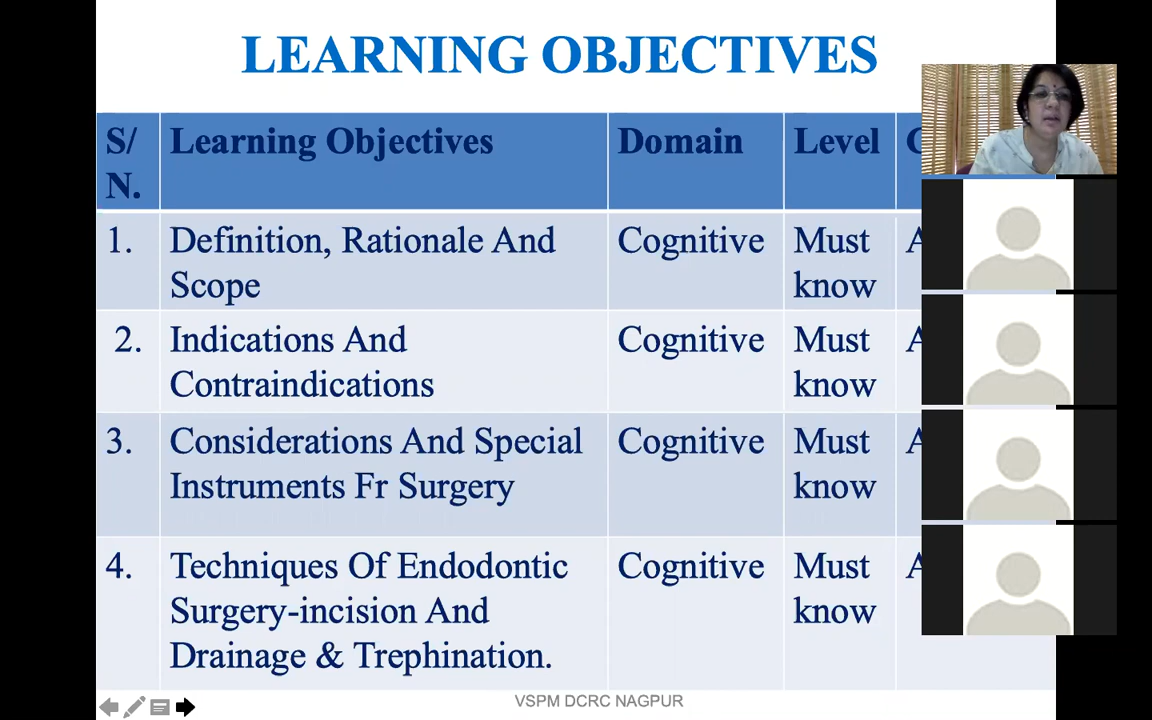 LEARNING OBJECTIVES
S/ Learning Objectives Domain Level
N.
1. Definition, Rationale And Cognitive Must
Scope know
2. Indications And Cognitive Must
Contraindications know
3. Considerations And Special Cognitive Must
Instruments Fr Surgery know
4. Techniques Of Endodontic Cognitive Must
Surgery-incision And know
Drainage & Trephination.
VSPM DCRC NAGPUR